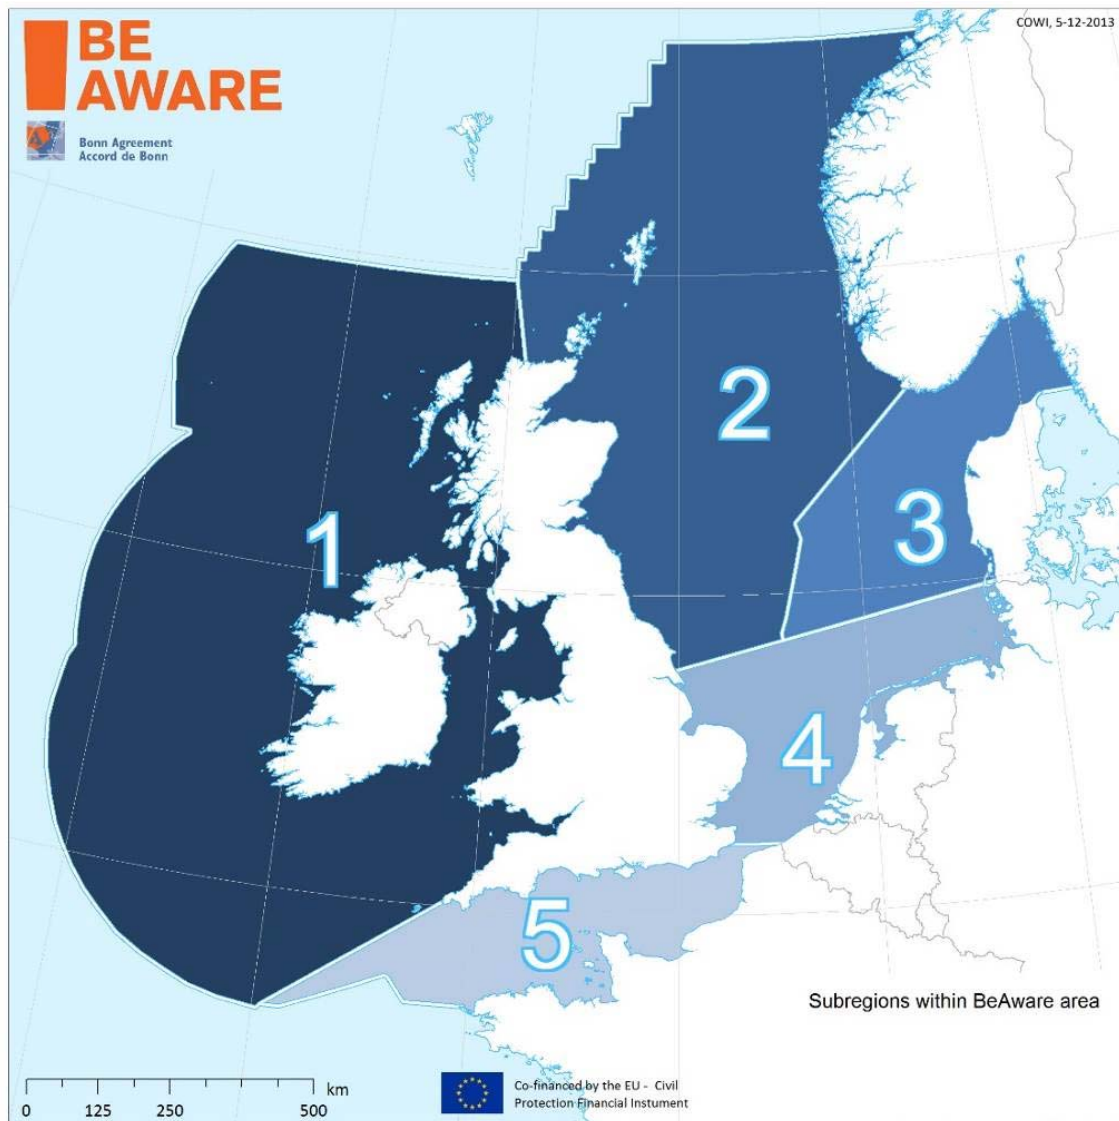 COWI, 5-12-2013
BE
AWARE
Bonn Agreement
Accord de Bonn
2
3
1
4
5
Subregions within BeAware area
km
0 125 250 500
Co-financed by the EU - Civil
Protection Financial Instument